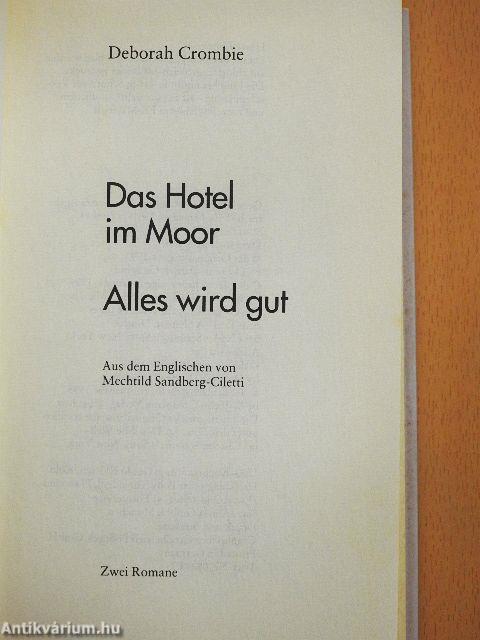 Deborah Crombie
Das Hotel
im Moor
Alles wird gut
Aus dem Englischen von
Mechtild Sandberg-Ciletti
Zwei Romane
Antikvárium.hu